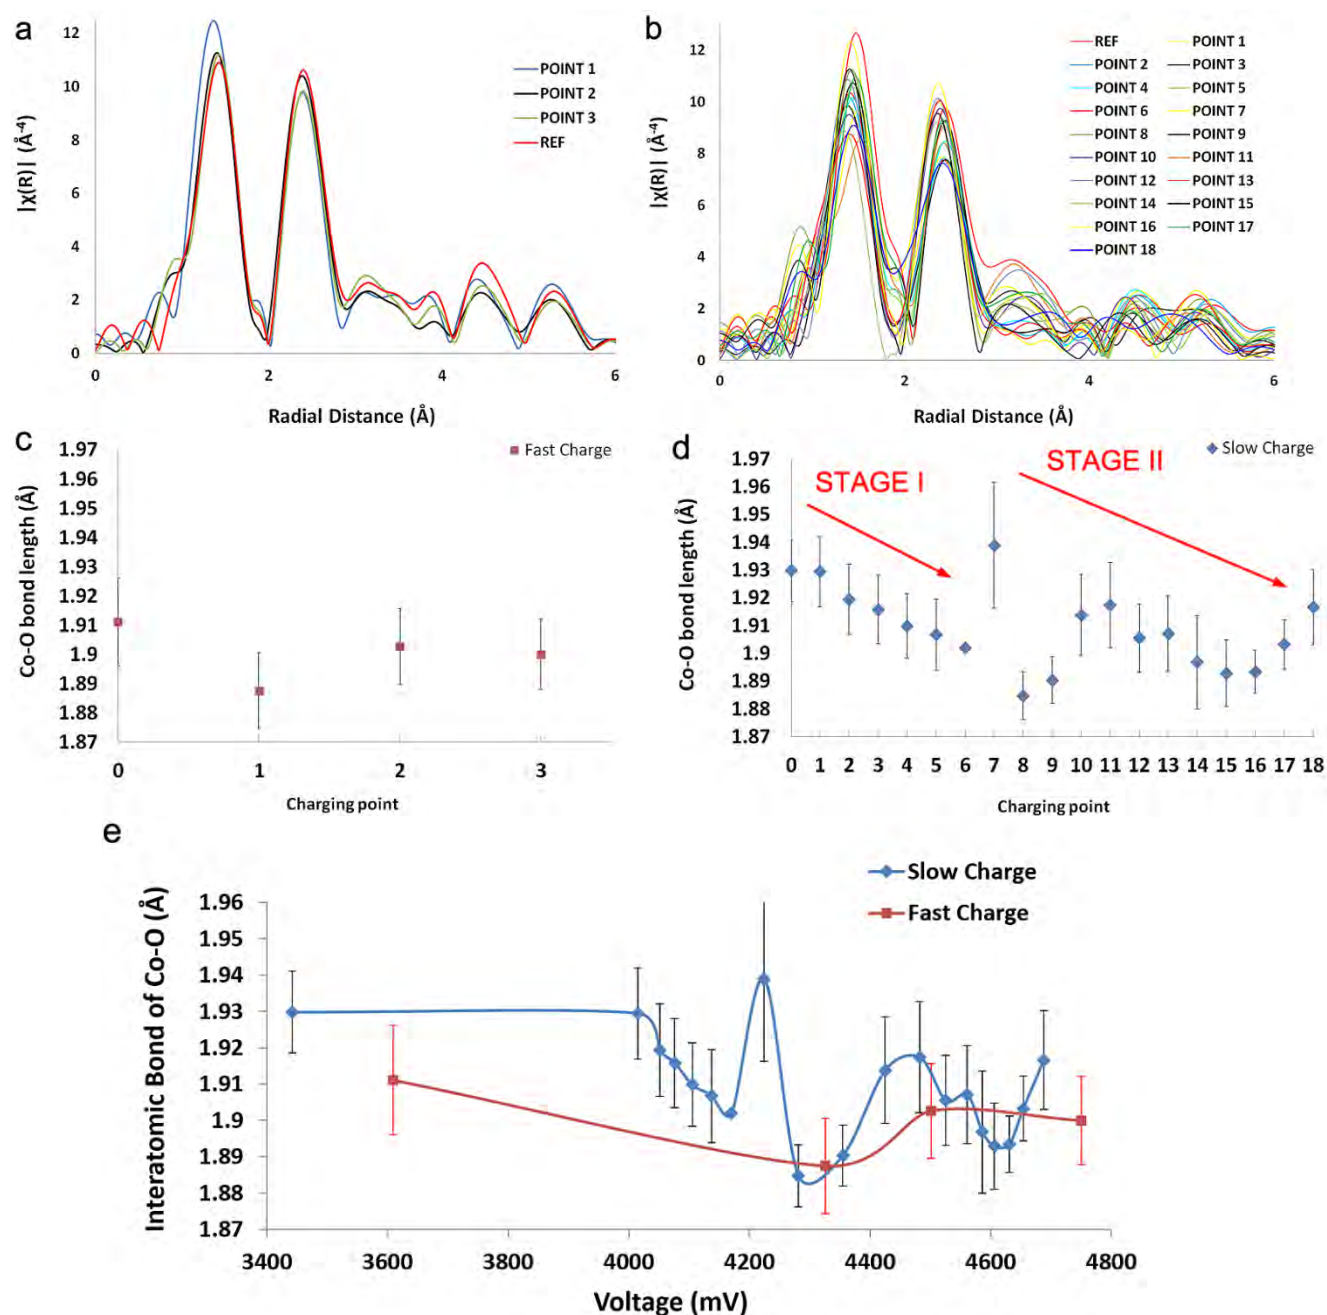 a
|χ(R)| (Å-4)
12
10
8
6
4
2
0
0 2 4 6
Radial Distance (Å)
POINT 1
POINT 2
POINT 3
REF
b
|χ(R)| (Å-4)
12
10
8
6
4
2
0
0 2 4 6
Radial Distance (Å)
REF POINT 1
POINT 2 POINT 3
POINT 4 POINT 5
POINT 6 POINT 7
POINT 8 POINT 9
POINT 10 POINT 11
POINT 12 POINT 13
POINT 14 POINT 15
POINT 16 POINT 17
POINT 18
c
Fast Charge
Co-O bond length (Å)
1.97
1.96
1.95
1.94
1.93
1.92
1.91
1.9
1.89
1.88
1.87
0 1 2 3
Charging point
d
Slow Charge
STAGE I
STAGE II
Co-O bond length (Å)
1.97
1.96
1.95
1.94
1.93
1.92
1.91
1.9
1.89
1.88
1.87
0 1 2 3 4 5 6 7 8 9 10 11 12 13 14 15 16 17 18
Charging point
e
Slow Charge
Fast Charge
Interatomic Bond of Co-O (Å)
1.96
1.95
1.94
1.93
1.92
1.91
1.9
1.89
1.88
1.87
3400 3600 3800 4000 4200 4400 4600 4800
Voltage (mV)